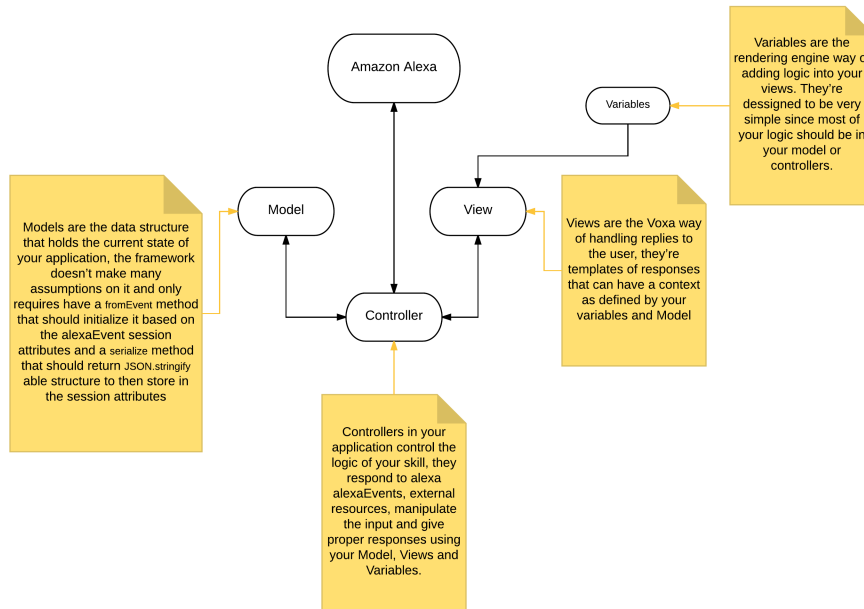 Amazon Alexa
Variables
Variables are the
rendering engine way o
adding logic into your
views. They're
dessigned to be very
simple since most of
your logic should be in
your model or
controllers.
Model
View
Models are the data structure
that holds the current state of
your application, the framework
doesn't make many
assumptions on it and only
requires have a fromEvent method
that should initialize it based on
the alexaEvent session
attributes and a serialize method
that should return JSON.stringify
able structure to then store in
the session attributes
Views are the Voxa way
of handling replies to
the user, they're
templates of responses
that can have a context
as defined by your
variables and Model
Controller
Controllers in your
application control the
logic of your skill, they
respond to alexa
alexaEvents, external
resources, manipulate
the input and give
proper responses using
your Model, Views and
Variables.